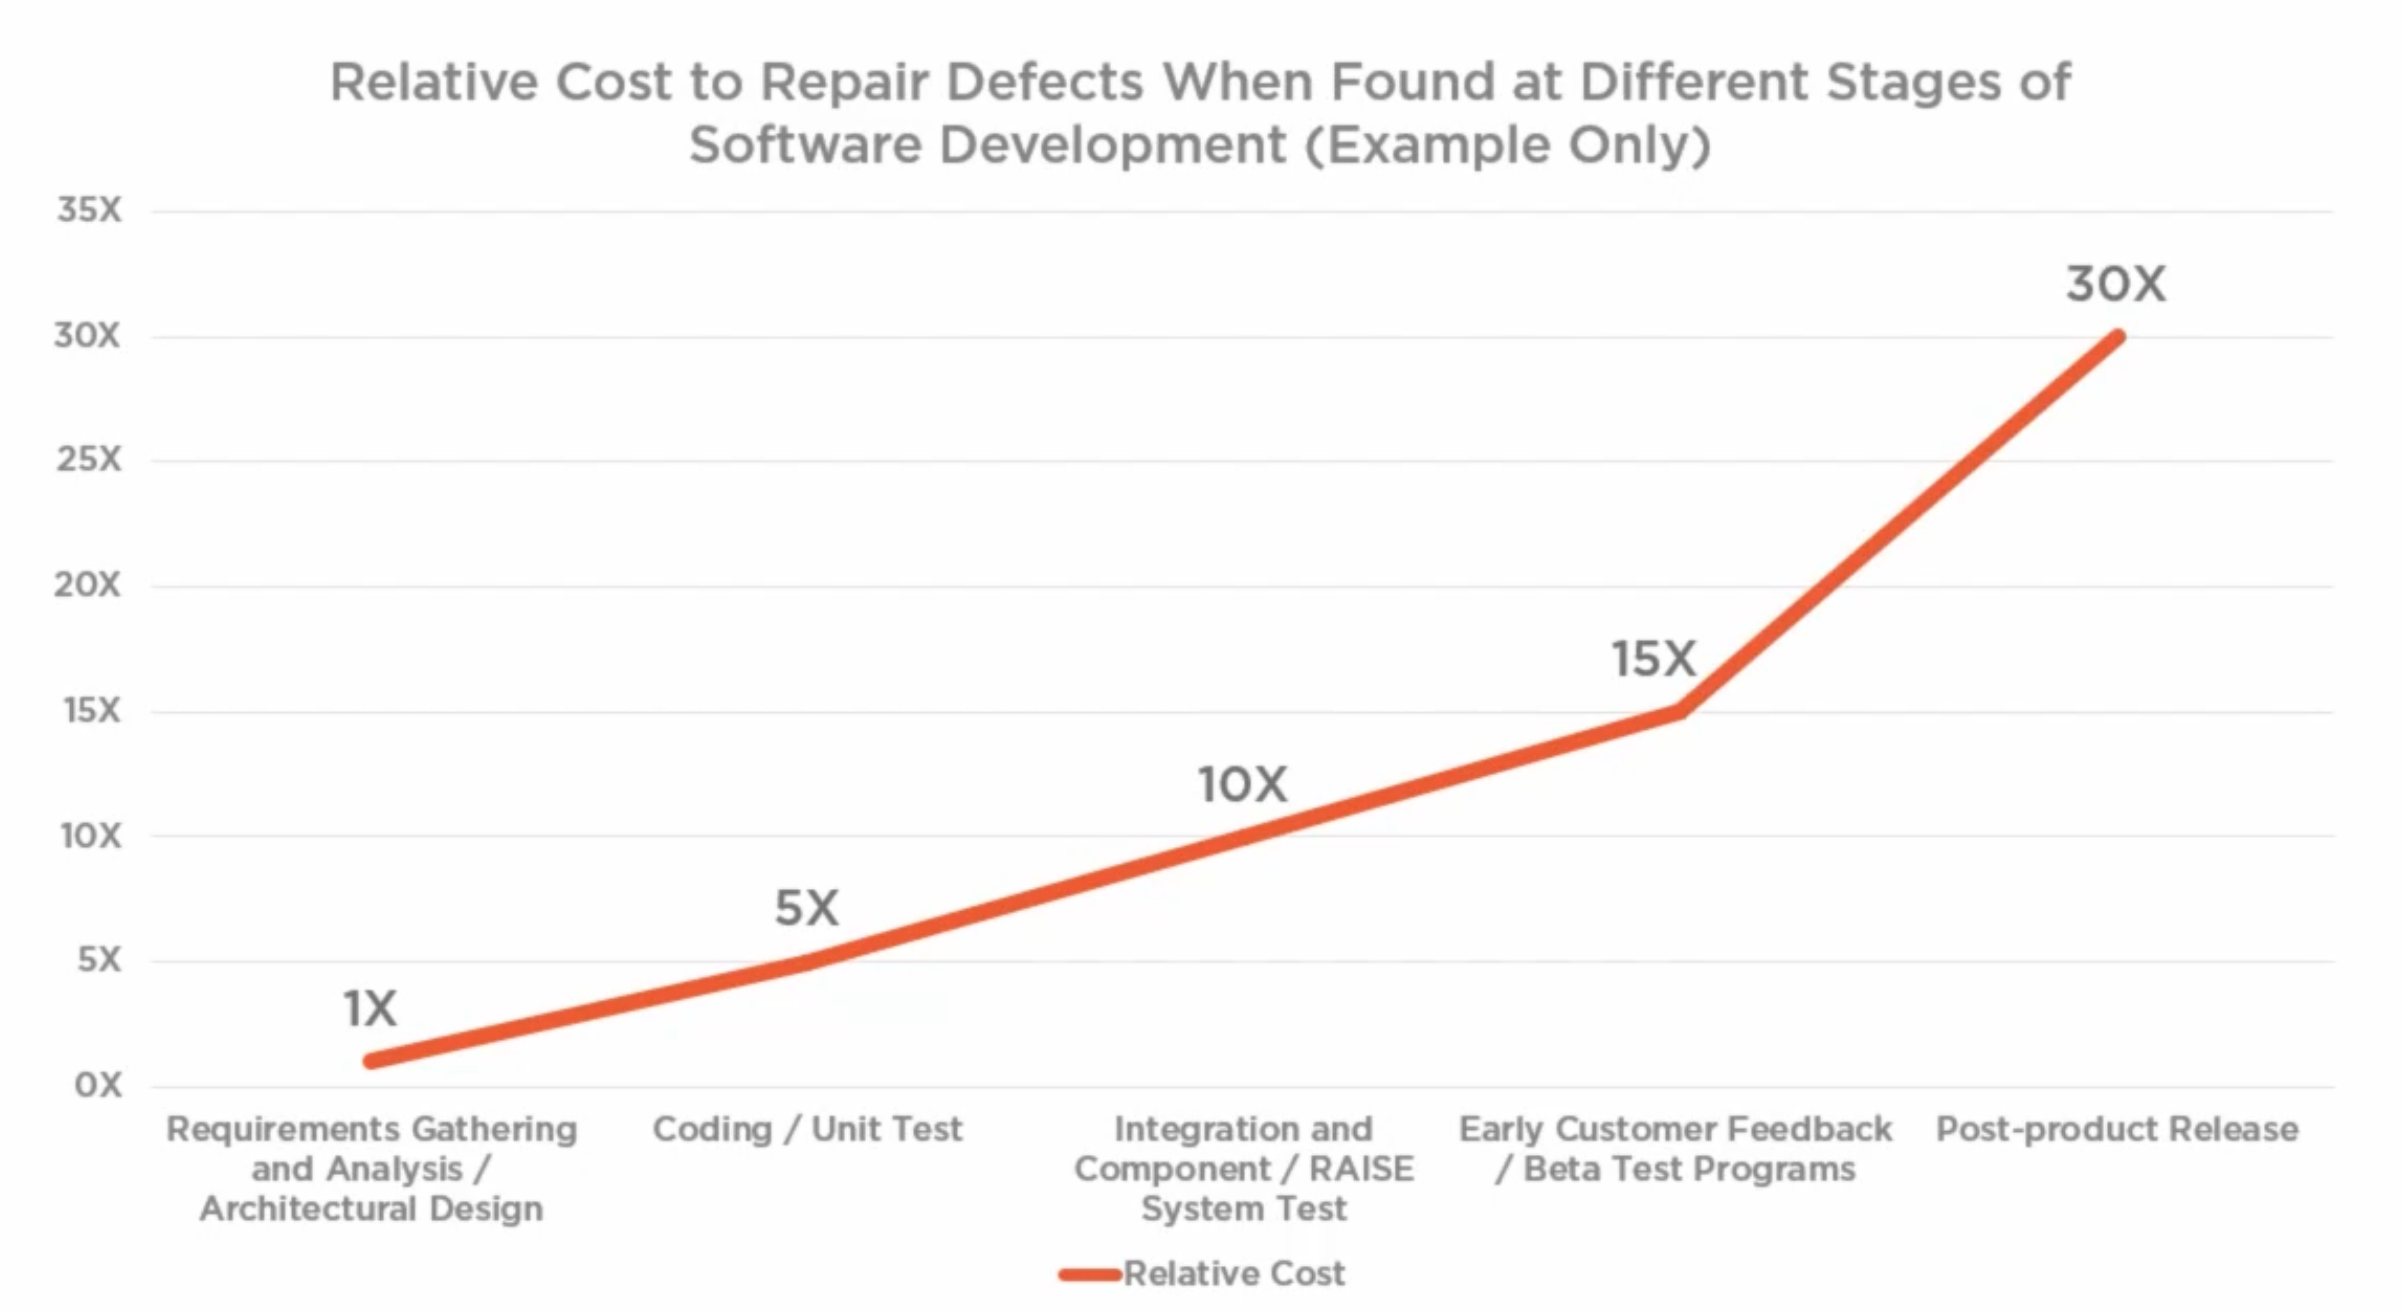 Relative Cost to Repair Defects When Found at Different Stages of
Software Development (Example Only)
35X
30X
25X
20X
15X
10X
5X
0X
1X
5X
10X
15X
30X
Requirements Gathering
and Analysis /
Architectural Design
Coding / Unit Test
Integration and
Component / RAISE
System Test
Early Customer Feedback
/ Beta Test Programs
Post-product Release
Relative Cost